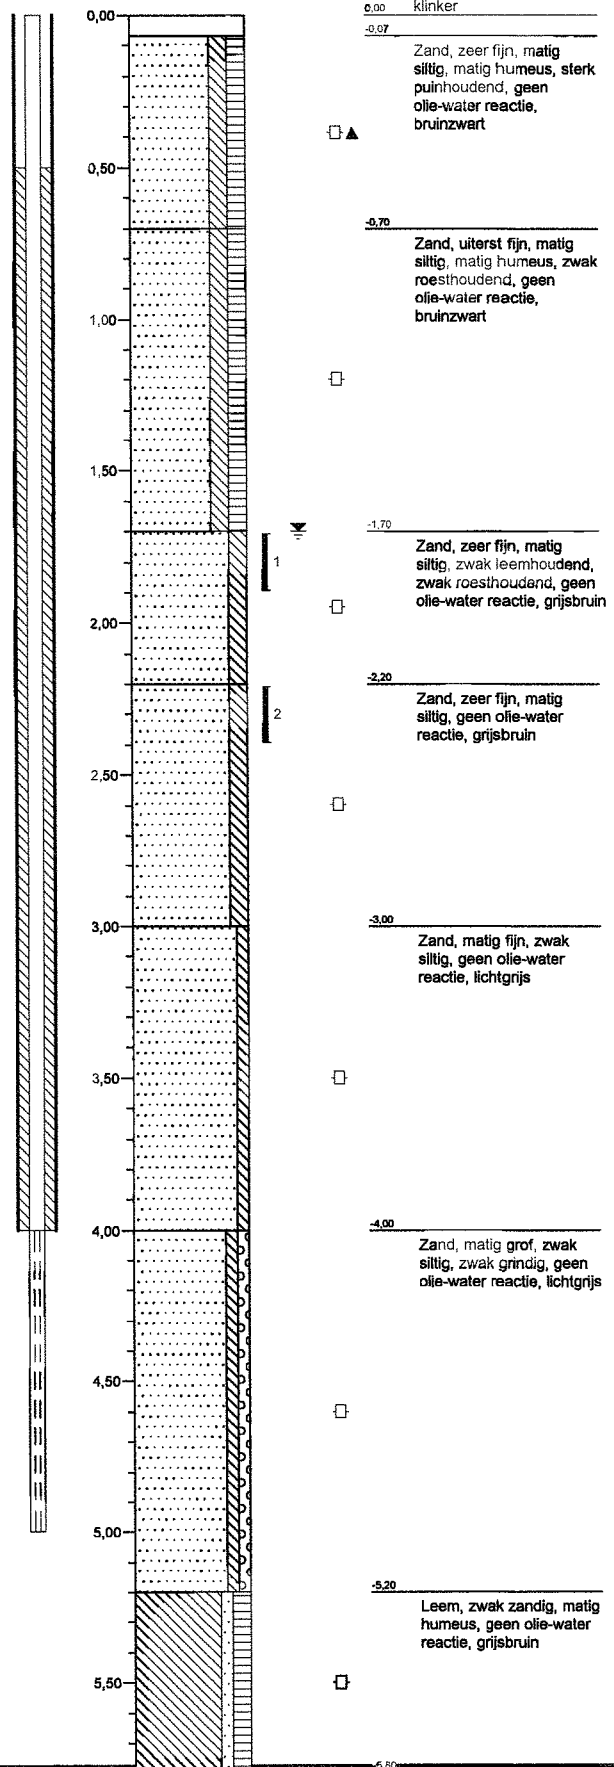 0,00
klinker
0,00
-0,07
Zand, zeer fijn, matig
siltig, matig humeus, sterk
puinhoudend, geen
olie-water reactie,
bruinzwart
0,50
-0,70
Zand, uiterst fijn, matig
siltig, matig humeus, zwak
roesthoudend, geen
olie-water reactie,
bruinzwart
1,00
1,50
-1,70
Zand, zeer fijn, matig
siltig, zwak leemhoudend,
zwak roesthoudend, geen
olie-water reactie, grijsbruin
1
2,00
-2,20
Zand, zeer fijn, matig
siltig, geen olie-water
reactie, grijsbruin
2
2,50
3,00
-3,00
Zand, matig fijn, zwak
siltig, geen olie-water
reactie, lichtgrijs
3,50
4,00
-4,00
Zand, matig grof, zwak
siltig, zwak grindig, geen
olie-water reactie, lichtgrijs
4,50
5,00
-5,20
Leem, zwak zandig, matig
humeus, geen olie-water
reactie, grijsbruin
5,50
-5,80